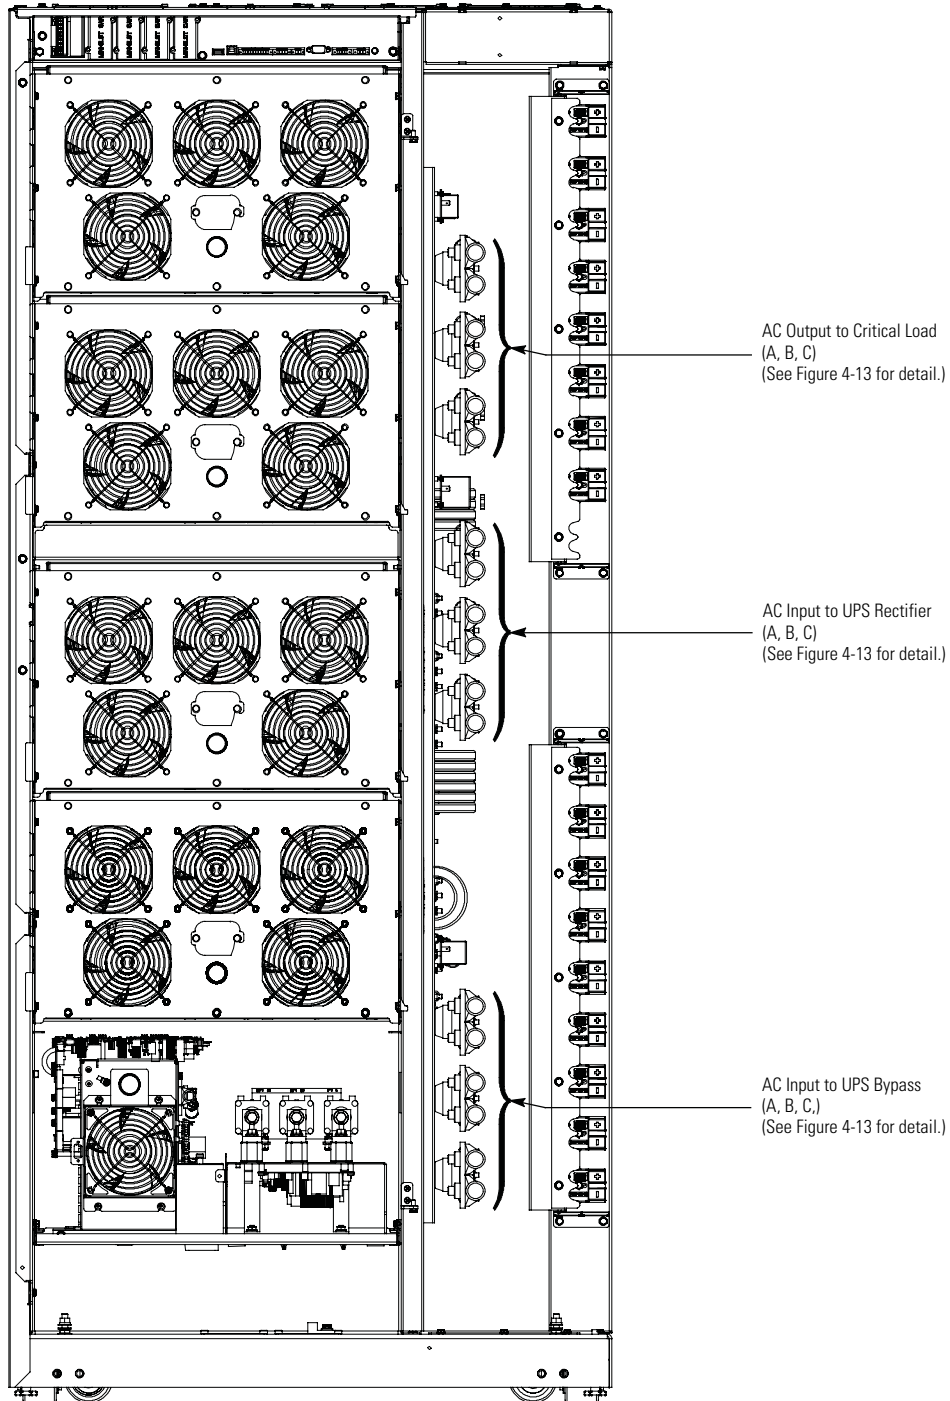 AC Output to Critical Load
(A, B, C)
(See Figure 4-13 for detail.)
AC Input to UPS Rectifier
(A, B, C)
(See Figure 4-13 for detail.)
AC Input to UPS Bypass
(A, B, C,)
(See Figure 4-13 for detail.)